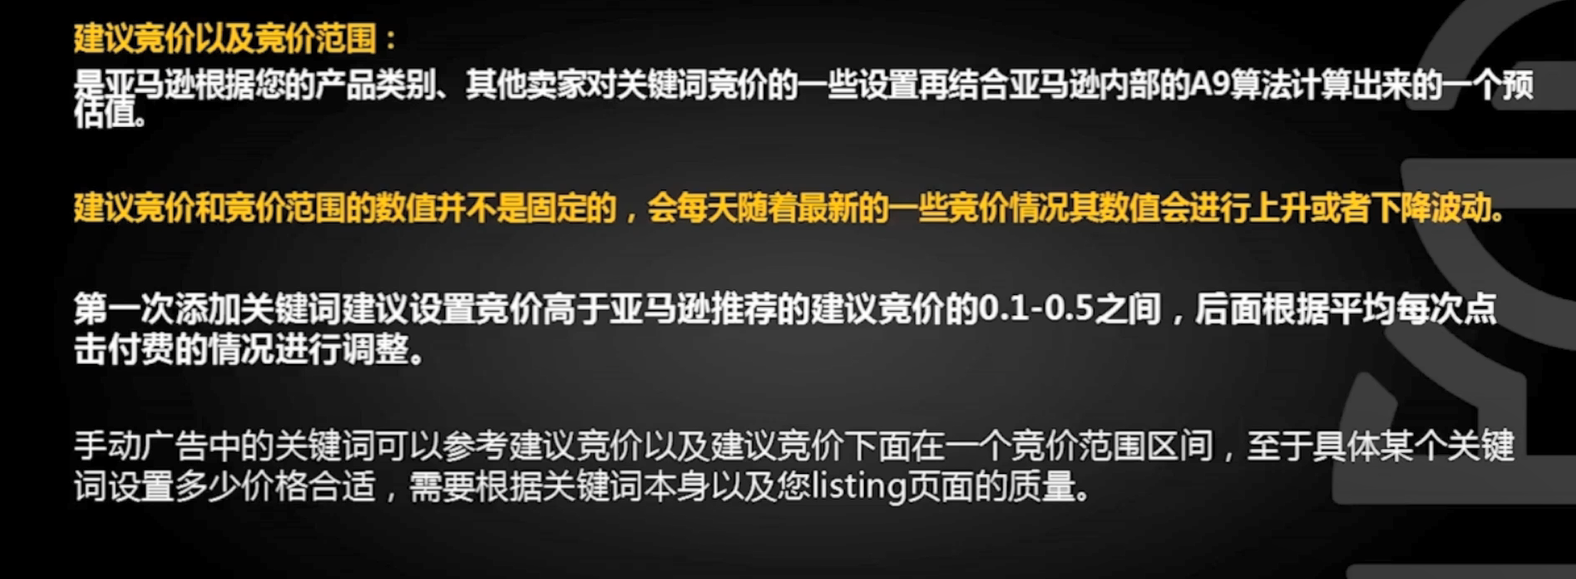 建议竞价以及竞价范围：
是亚马逊根据您的产品类别、其他卖家对关键词竞价的一些设置再结合亚马逊内部的A9算法计算出来的一个预
估值。
建议竞价和竞价范围的数值并不是固定的，会每天随着最新的一些竞价情况其数值会进行上升或者下降波动。
第一次添加关键词建议设置竞价高于亚马逊推荐的建议竞价的0.1-0.5之间，后面根据平均每次点
击付费的情况进行调整。
手动广告中的关键词可以参考建议竞价以及建议竞价下面在一个竞价范围区间，至于具体某个关键
词设置多少价格合适，需要根据关键词本身以及您listing页面的质量。